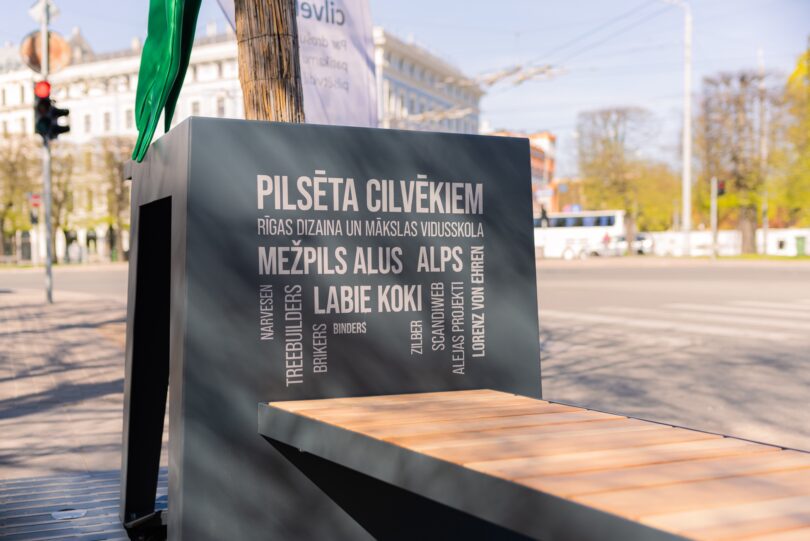 cilvēk
PILSĒTA CILVĒKIEM
RĪGAS DIZAINA UN MĀKSLAS VIDUSSKOLA
MEŽPILS ALUS ALPS
NARVESEN
TREEBUILDERS
LABIE KOKI
BRIKERS
BINDERS
ZILBER
SCANDIWEB
ALEJAS PROJEKTI
LORENZ VON EHREN